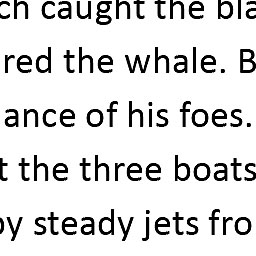 ch caught the bla
red the whale. B
ance of his foes.
t the three boats
by steady jets fro